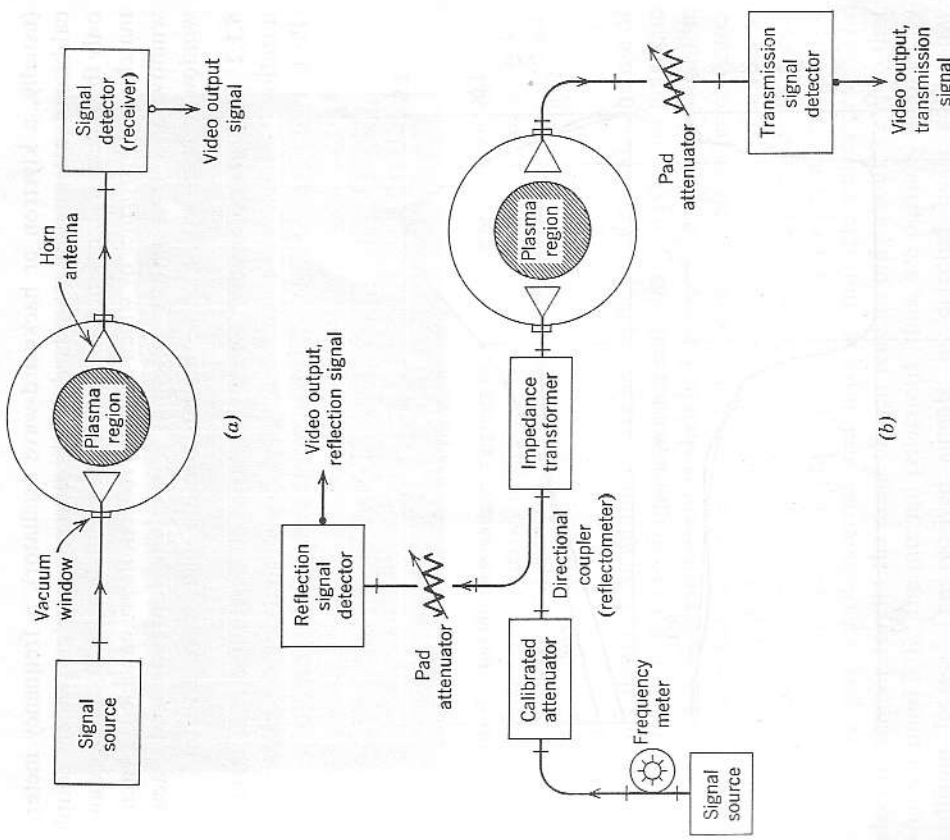 Signal
source
Vacuum
window
Plasma
region
Horn
antenna
Signal
detector
(receiver)
Video output
signal
(a)
Signal
source
Frequency
meter
Calibrated
attenuator
Directional
coupler
(reflectometer)
Pad
attenuator
Reflection
signal
detector
Video output,
reflection signal
Impedance
transformer
Plasma
region
Pad
attenuator
Transmission
signal
detector
Video output,
transmission
signal
(b)